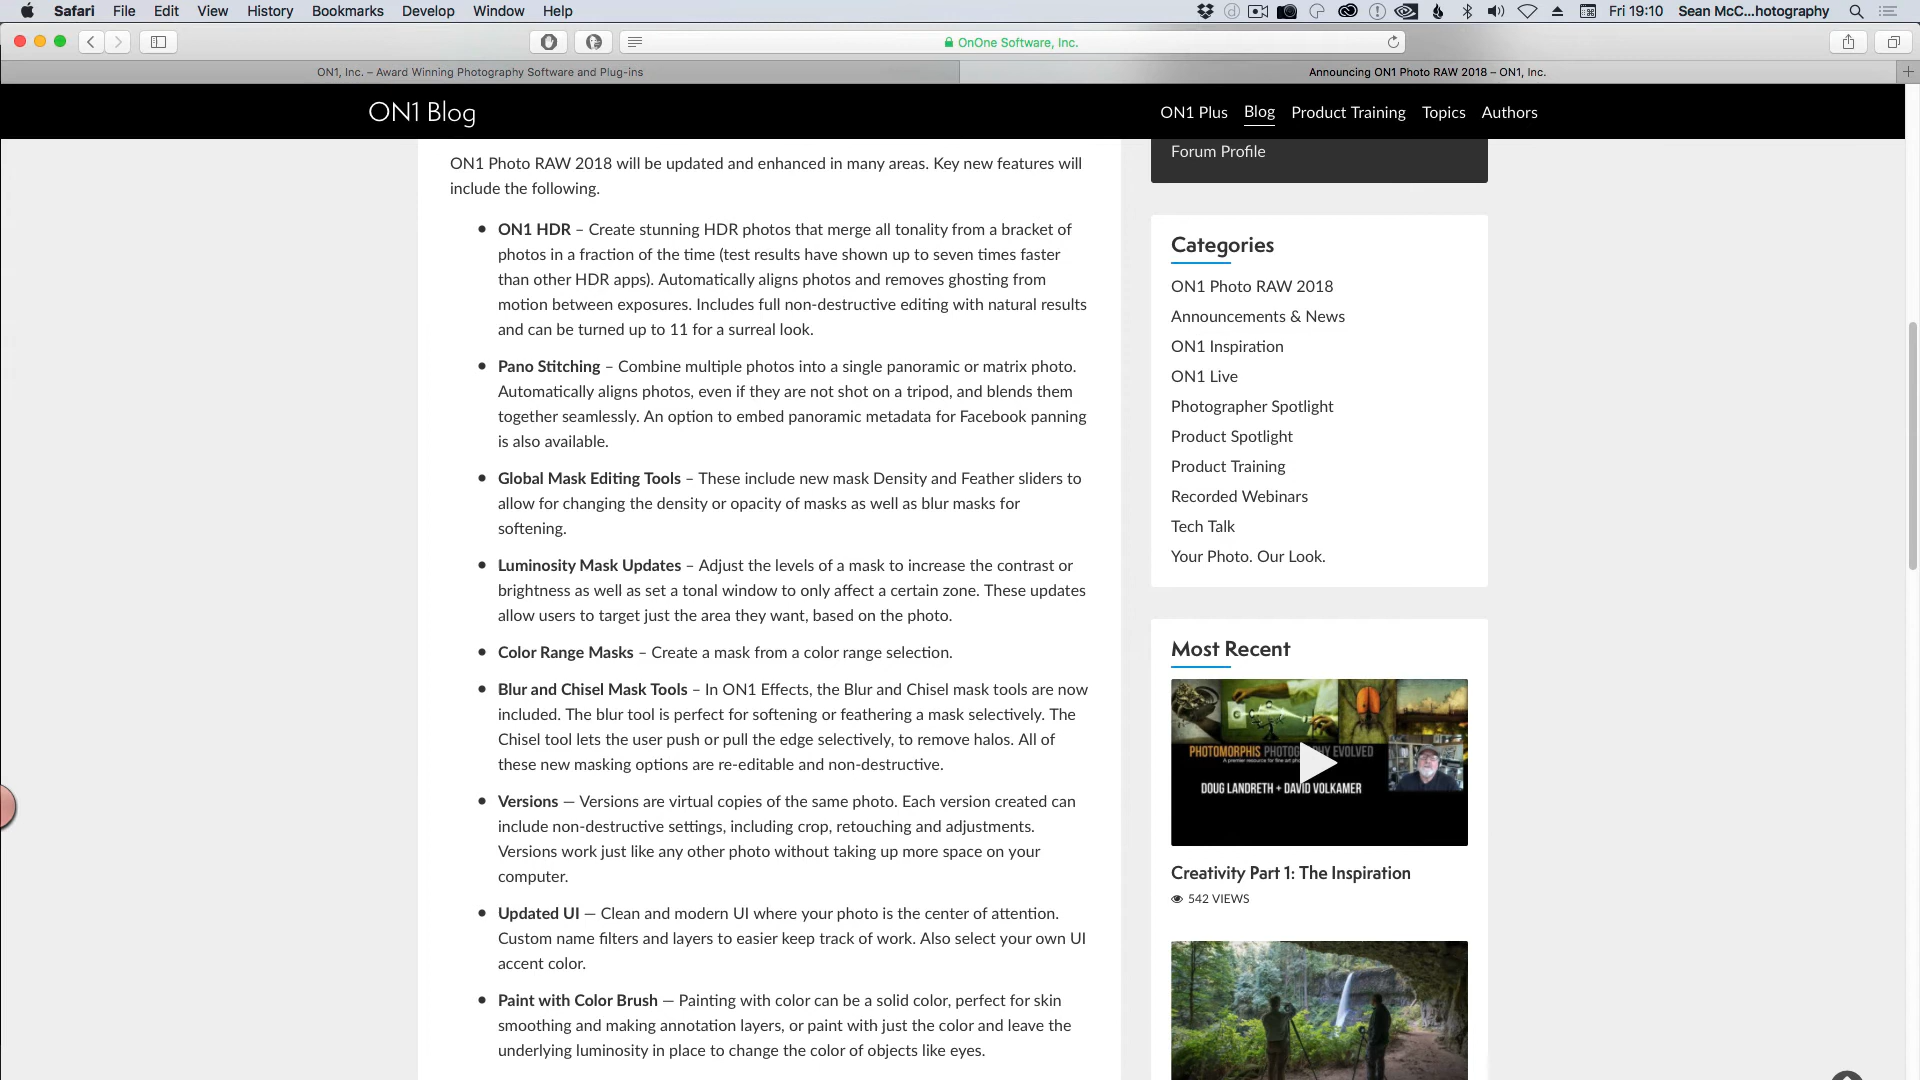 Safari File Edit View History Bookmarks Develop Window Help Fri 19:10 Sean McC...hotography
OnOne Software, Inc.
ON1, Inc. – Award Winning Photography Software and Plug-ins
Announcing ON1 Photo RAW 2018 – ON1, Inc.
ON1 Blog
ON1 Plus Blog Product Training Topics Authors
ON1 Photo RAW 2018 will be updated and enhanced in many areas. Key new features will
include the following.
ON1 HDR – Create stunning HDR photos that merge all tonality from a bracket of
photos in a fraction of the time (test results have shown up to seven times faster
than other HDR apps). Automatically aligns photos and removes ghosting from
motion between exposures. Includes full non-destructive editing with natural results
and can be turned up to 11 for a surreal look.
Pano Stitching – Combine multiple photos into a single panoramic or matrix photo.
Automatically aligns photos, even if they are not shot on a tripod, and blends them
together seamlessly. An option to embed panoramic metadata for Facebook panning
is also available.
Global Mask Editing Tools – These include new mask Density and Feather sliders to
allow for changing the density or opacity of masks as well as blur masks for
softening.
Luminosity Mask Updates – Adjust the levels of a mask to increase the contrast or
brightness as well as set a tonal window to only affect a certain zone. These updates
allow users to target just the area they want, based on the photo.
Color Range Masks – Create a mask from a color range selection.
Blur and Chisel Mask Tools – In ON1 Effects, the Blur and Chisel mask tools are now
included. The blur tool is perfect for softening or feathering a mask selectively. The
Chisel tool lets the user push or pull the edge selectively, to remove halos. All of
these new masking options are re-editable and non-destructive.
Versions — Versions are virtual copies of the same photo. Each version created can
include non-destructive settings, including crop, retouching and adjustments.
Versions work just like any other photo without taking up more space on your
computer.
Updated UI — Clean and modern UI where your photo is the center of attention.
Custom name filters and layers to easier keep track of work. Also select your own UI
accent color.
Paint with Color Brush — Painting with color can be a solid color, perfect for skin
smoothing and making annotation layers, or paint with just the color and leave the
underlying luminosity in place to change the color of objects like eyes.
Forum Profile
Categories
ON1 Photo RAW 2018
Announcements & News
ON1 Inspiration
ON1 Live
Photographer Spotlight
Product Spotlight
Product Training
Recorded Webinars
Tech Talk
Your Photo. Our Look.
Most Recent
PHOTOMORPHIS PHOTOGRAPHY EVOLVED
A premier resource for fine art
DOUG LANDRETH + DAVID VOLKAMER
Creativity Part 1: The Inspiration
542 VIEWS